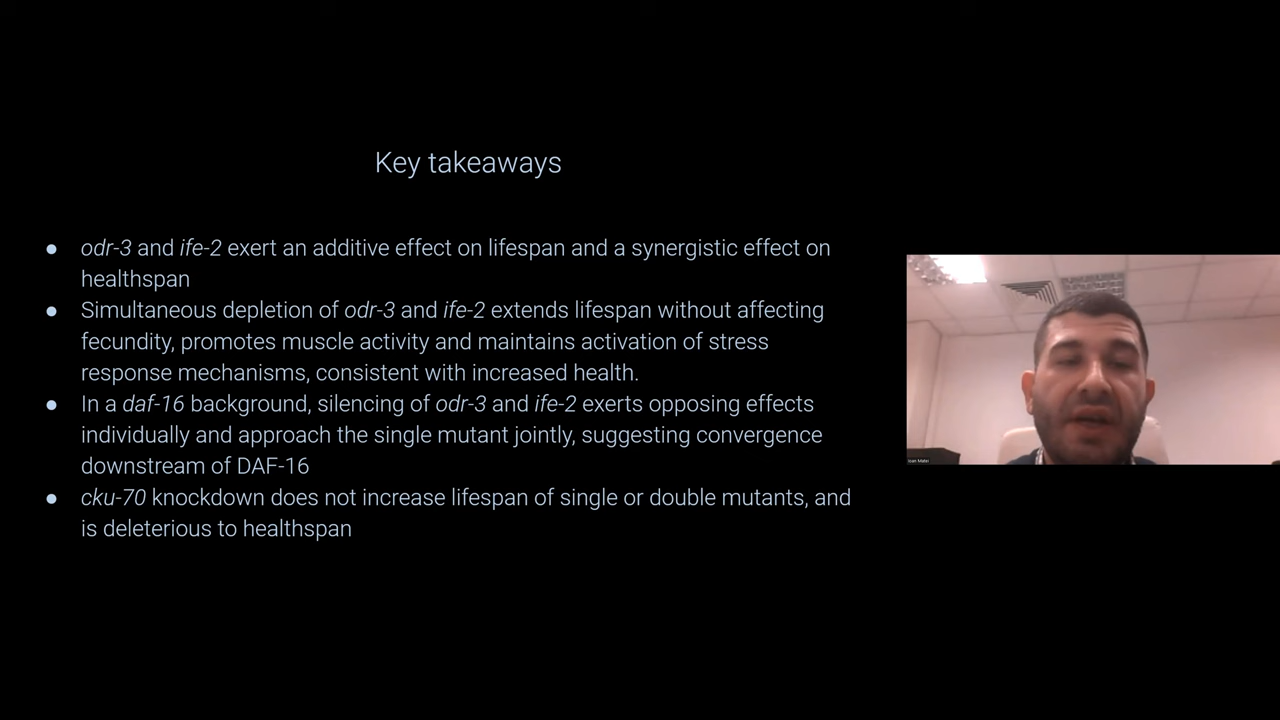 Key takeaways
● odr-3 and ife-2 exert an additive effect on lifespan and a synergistic effect on
healthspan
● Simultaneous depletion of odr-3 and ife-2 extends lifespan without affecting
fecundity, promotes muscle activity and maintains activation of stress
response mechanisms, consistent with increased health.
● In a daf-16 background, silencing of odr-3 and ife-2 exerts opposing effects
individually and approach the single mutant jointly, suggesting convergence
downstream of DAF-16
● cku-70 knockdown does not increase lifespan of single or double mutants, and
is deleterious to healthspan
Ioan Matei